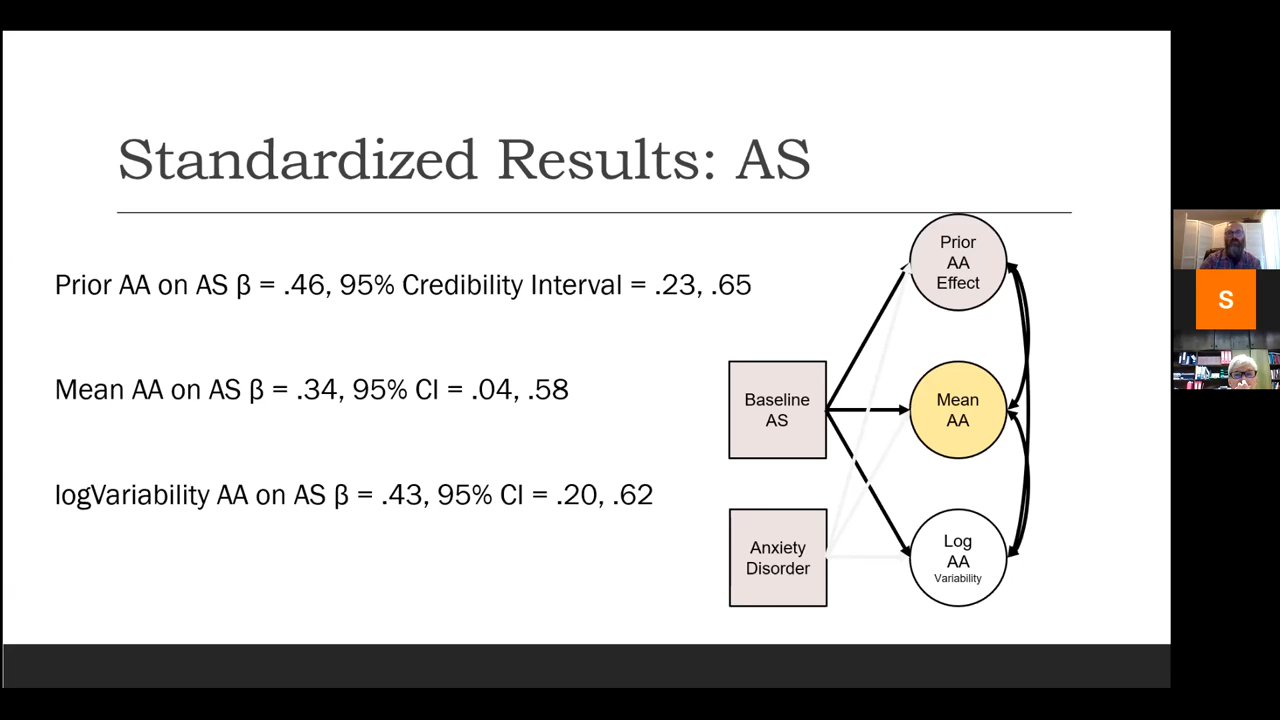 Standardized Results: AS
Prior AA on AS β = .46, 95% Credibility Interval = .23, .65
Mean AA on AS β = .34, 95% CI = .04, .58
logVariability AA on AS β = .43, 95% CI = .20, .62
Prior
AA
Effect
Baseline
AS
Mean
AA
Anxiety
Disorder
Log
AA
Variability
S